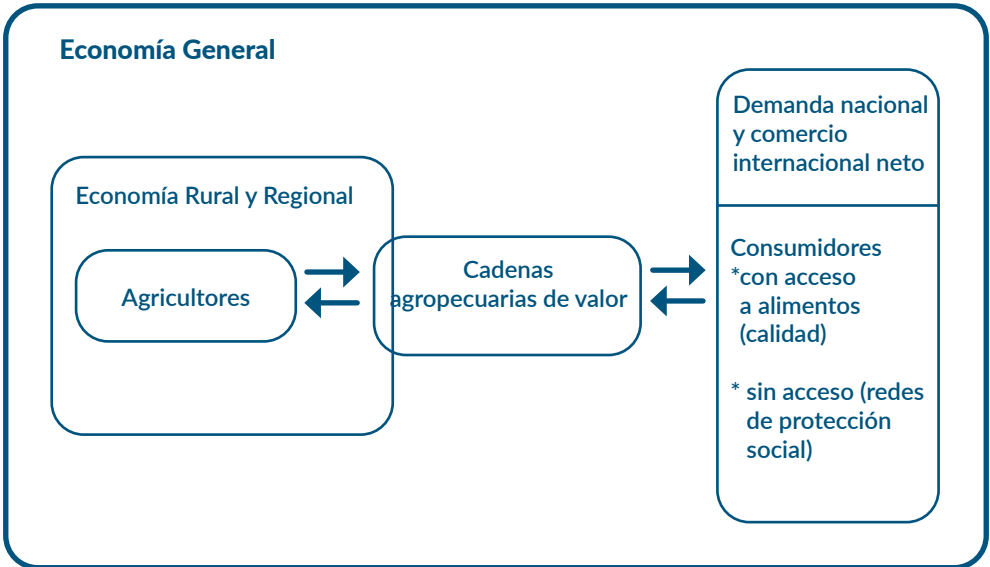 Economía General
Economía Rural y Regional
Agricultores
Cadenas
agropecuarias de valor
Demanda nacional
y comercio
internacional neto
Consumidores
*con acceso
a alimentos
(calidad)
* sin acceso (redes
de protección
social)